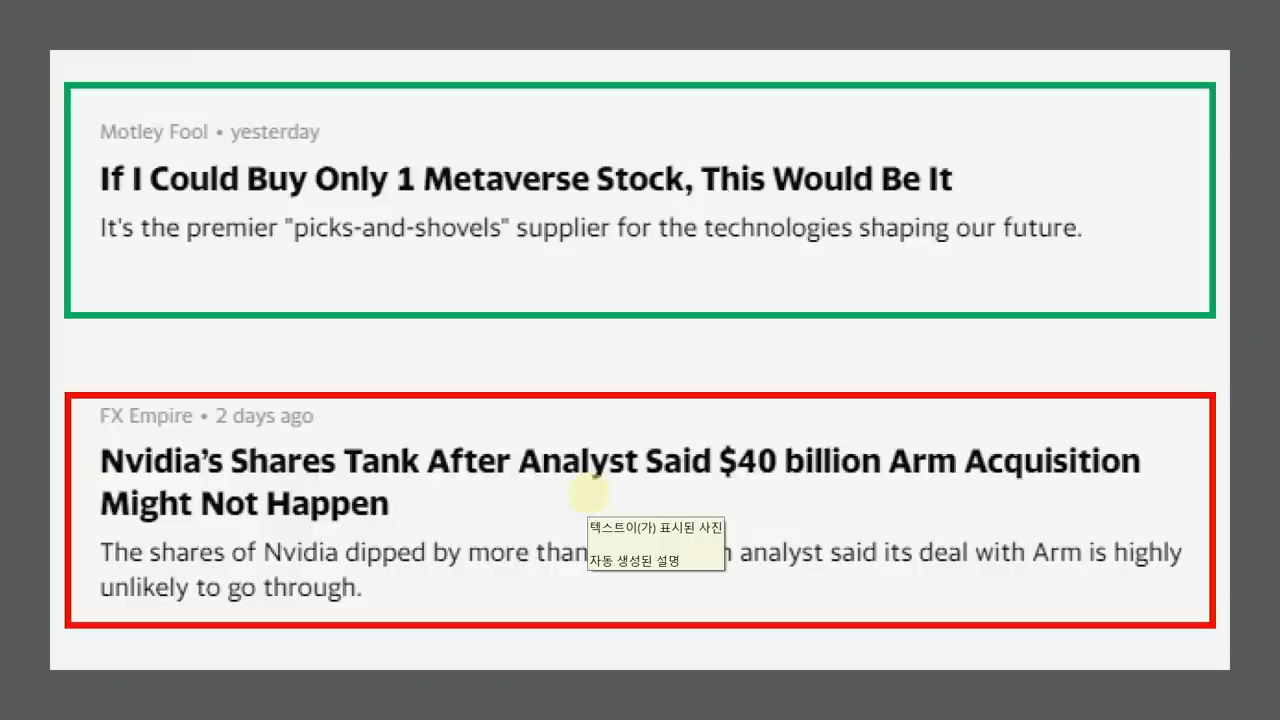 Motley Fool • yesterday
If I Could Buy Only 1 Metaverse Stock, This Would Be It
It's the premier "picks-and-shovels" supplier for the technologies shaping our future.
FX Empire • 2 days ago
Nvidia's Shares Tank After Analyst Said $40 billion Arm Acquisition
Might Not Happen
텍스트이(가) 표시된 사진
The shares of Nvidia dipped by more than analyst said its deal with Arm is highly
자동 생성된 설명
unlikely to go through.